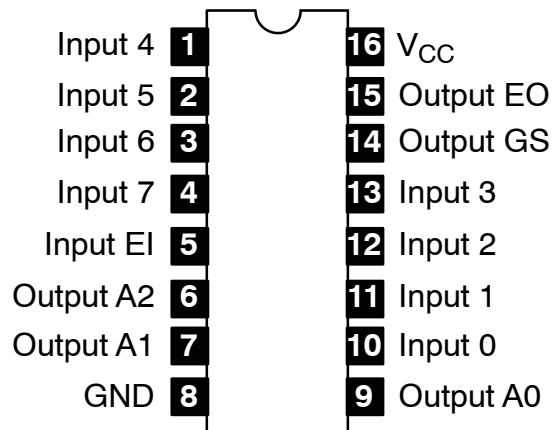 Input 4 1 16 VCC
Input 5 2 15 Output EO
Input 6 3 14 Output GS
Input 7 4 13 Input 3
Input EI 5 12 Input 2
Output A2 6 11 Input 1
Output A1 7 10 Input 0
GND 8 9 Output A0